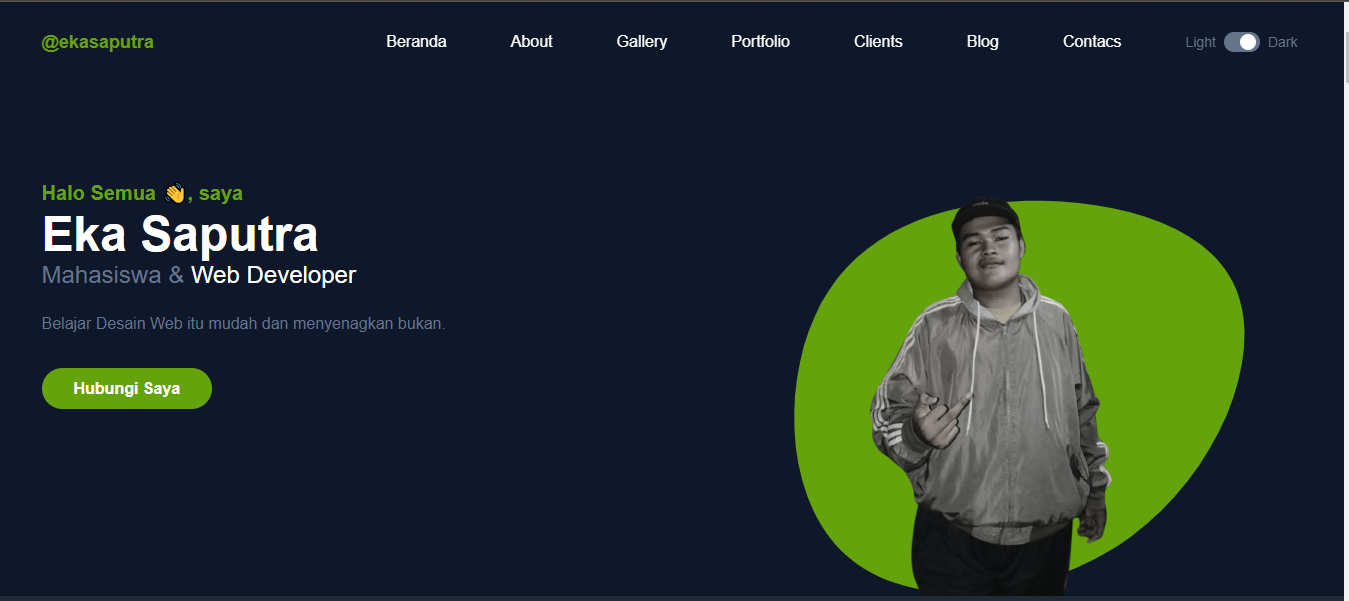 @ekasaputra Beranda About Gallery Portfolio Clients Blog Contacs Light Dark
Halo Semua 👋, saya
Eka Saputra
Mahasiswa & Web Developer
Belajar Desain Web itu mudah dan menyenagkan bukan.
Hubungi Saya